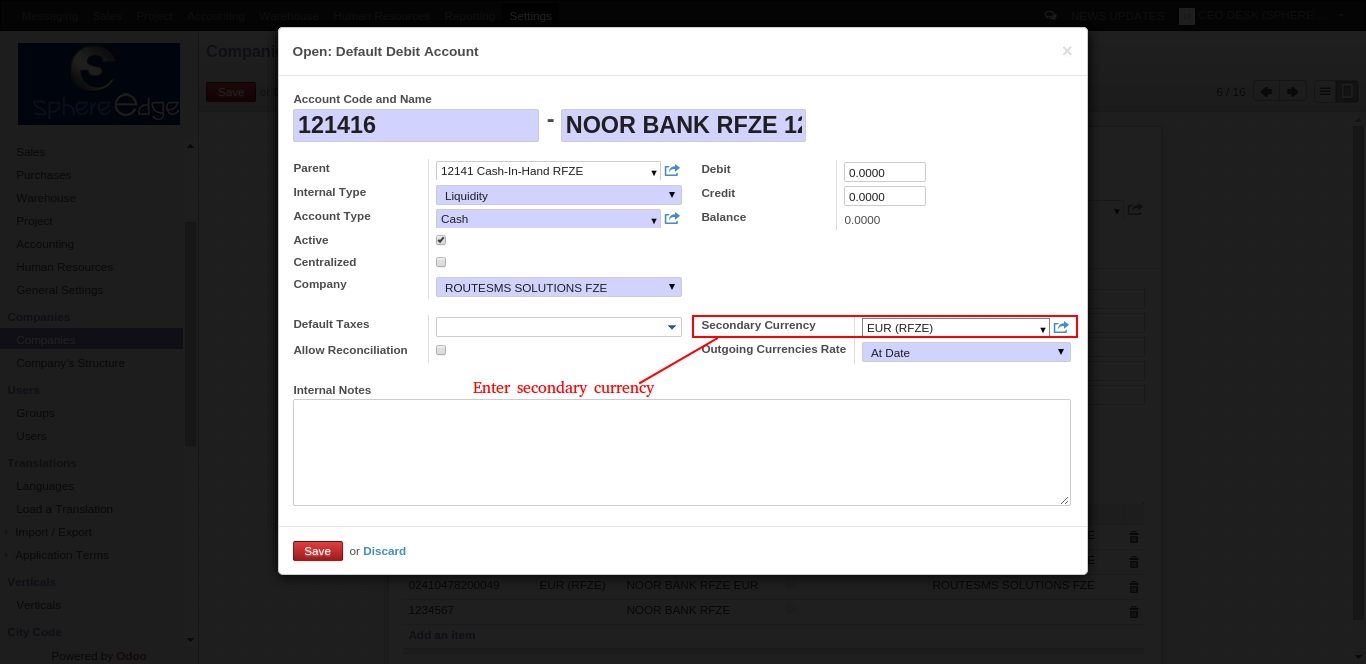 Messaging Sales Project Accounting Warehouse Human Resources Reporting Settings NEWS UPDATES CEO DESK (SPHERE...
sphereedge
Sales
Purchases
Warehouse
Project
Accounting
Human Resources
General Settings
Companies
Companies
Company's Structure
Users
Groups
Users
Translations
Languages
Load a Translation
Import / Export
Application Terms
Verticals
Verticals
City Code
Powered by Odoo
Save or
6 / 16
Open: Default Debit Account ×
Account Code and Name
121416 - NOOR BANK RFZE 12
Parent 12141 Cash-In-Hand RFZE Debit 0.0000
Internal Type Liquidity Credit 0.0000
Account Type Cash Balance 0.0000
Active
Centralized
Company ROUTESMS SOLUTIONS FZE
Default Taxes Secondary Currency EUR (RFZE)
Allow Reconciliation Outgoing Currencies Rate At Date
Enter secondary currency
Internal Notes
Save or Discard
02410478200049 EUR (RFZE) NOOR BANK RFZE EUR ROUTESMS SOLUTIONS FZE
1234567 NOOR BANK RFZE
Add an item